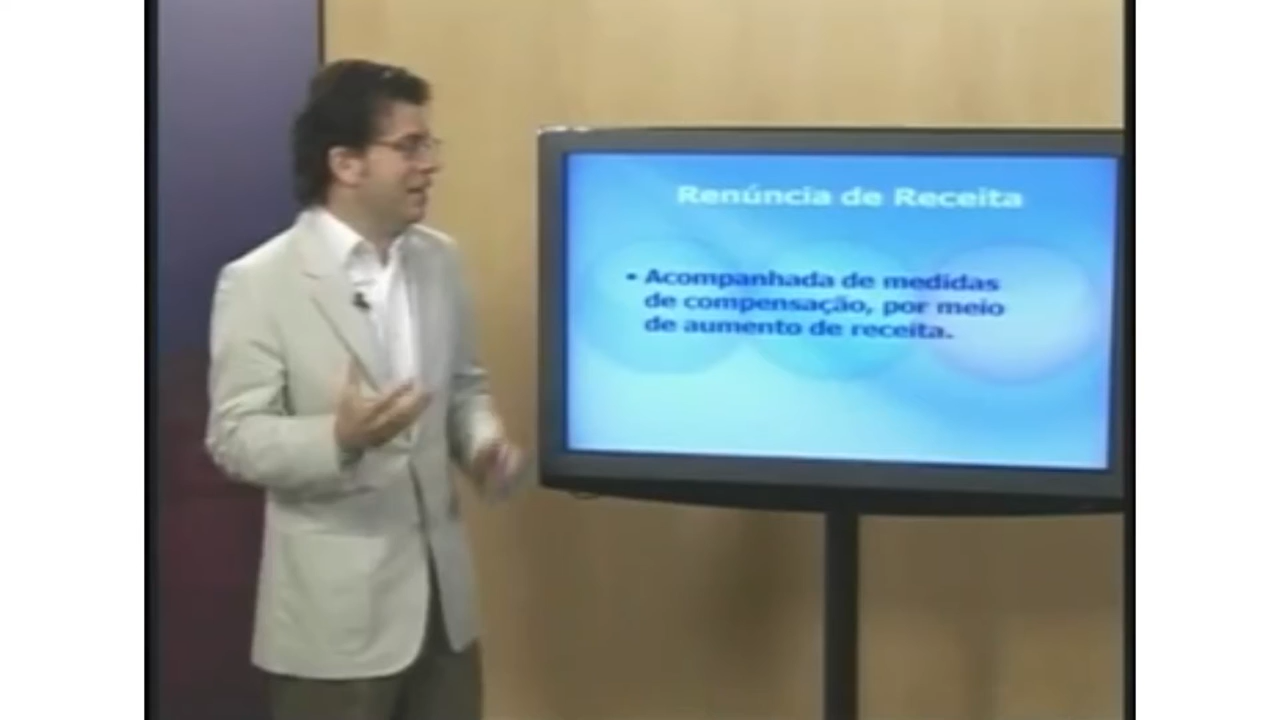 Renúncia de Receita
• Acompanhada de medidas
de compensação, por meio
de aumento de receita.